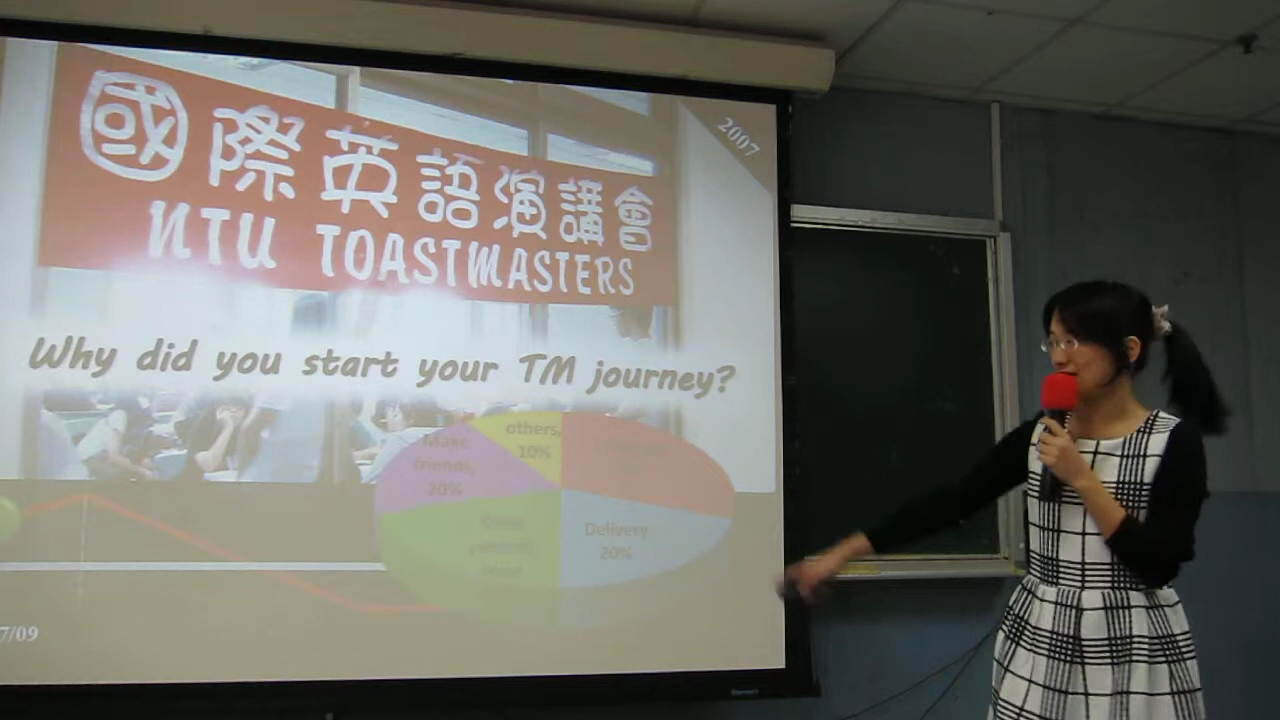 2007
國際英語演講會
NTU TOASTMASTERS
Why did you start your TM journey?
others,
10%
Make
friends,
20%
Delivery
20%
7/09